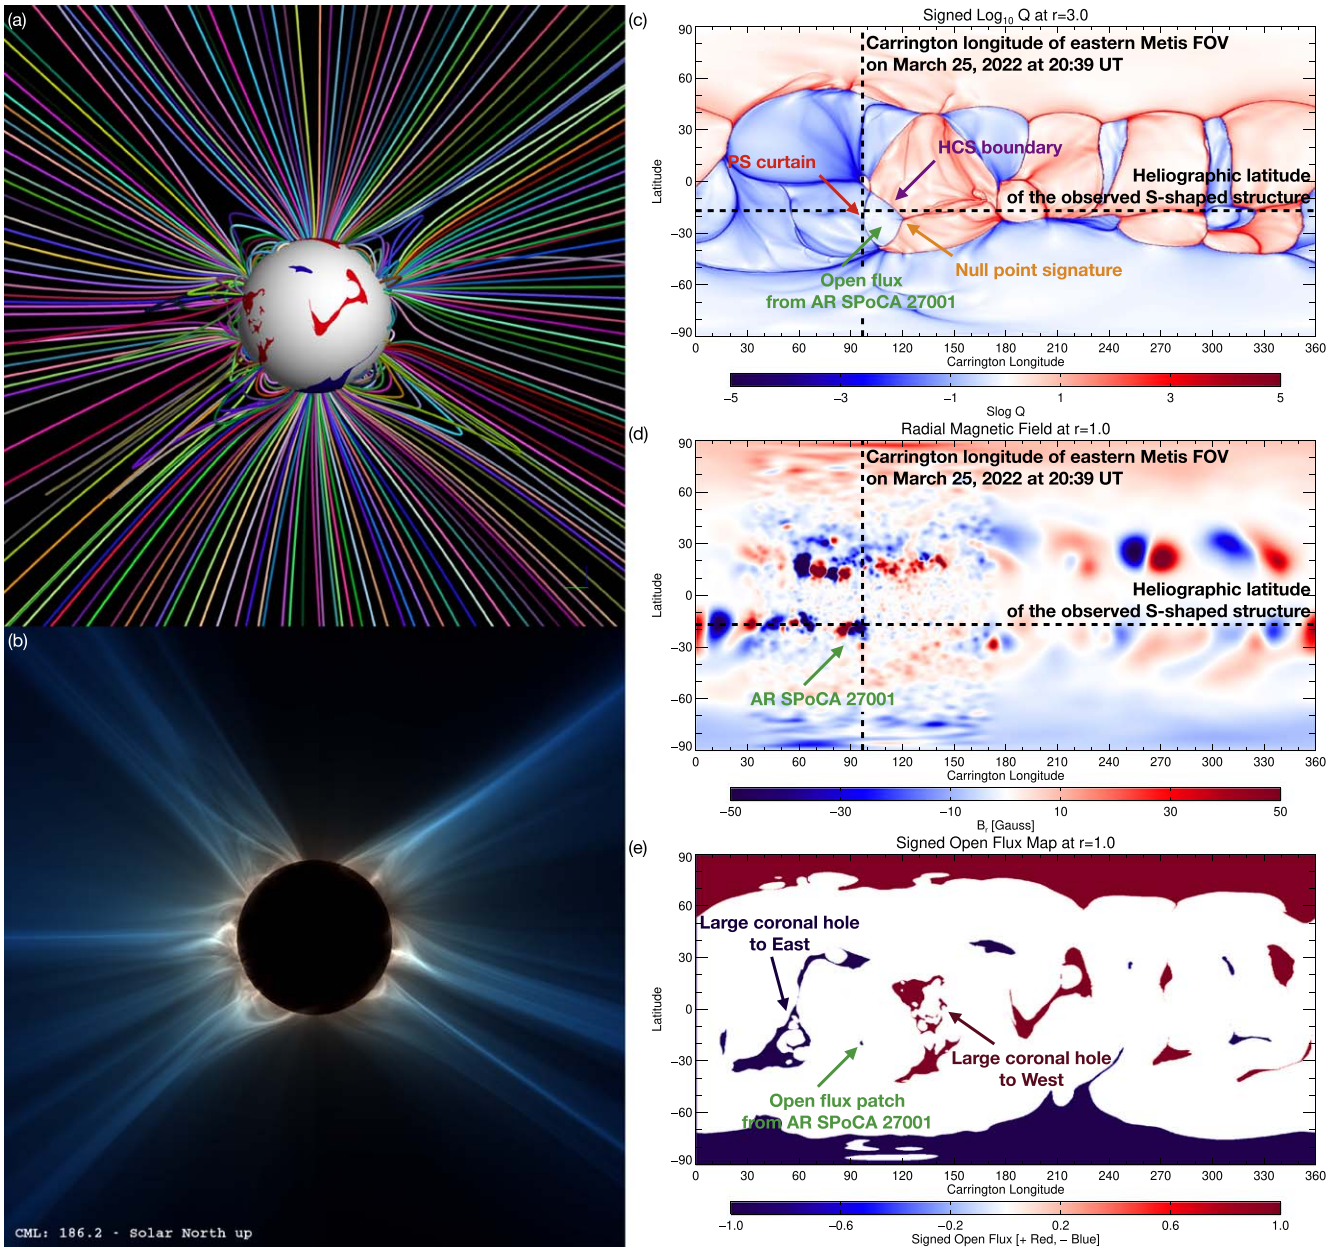 (a)
(b)
CML: 186.2 - Solar North up
(c)
Signed Log10 Q at r=3.0
90
60
30
0
−30
−60
−90
Latitude
Carrington longitude of eastern Metis FOV
on March 25, 2022 at 20:39 UT
PS curtain
HCS boundary
Heliographic latitude
of the observed S-shaped structure
Null point signature
Open flux
from AR SPoCA 27001
0 30 60 90 120 150 180 210 240 270 300 330 360
Carrington Longitude
−5 −3 −1 1 3 5
Slog Q
(d)
Radial Magnetic Field at r=1.0
90
60
30
0
−30
−60
−90
Latitude
Carrington longitude of eastern Metis FOV
on March 25, 2022 at 20:39 UT
Heliographic latitude
of the observed S-shaped structure
AR SPoCA 27001
0 30 60 90 120 150 180 210 240 270 300 330 360
Carrington Longitude
−50 −30 −10 10 30 50
Br [Gauss]
(e)
Signed Open Flux Map at r=1.0
90
60
30
0
−30
−60
−90
Latitude
Large coronal hole
to East
Large coronal hole
to West
Open flux patch
from AR SPoCA 27001
0 30 60 90 120 150 180 210 240 270 300 330 360
Carrington Longitude
−1.0 −0.6 −0.2 0.2 0.6 1.0
Signed Open Flux [+ Red, − Blue]